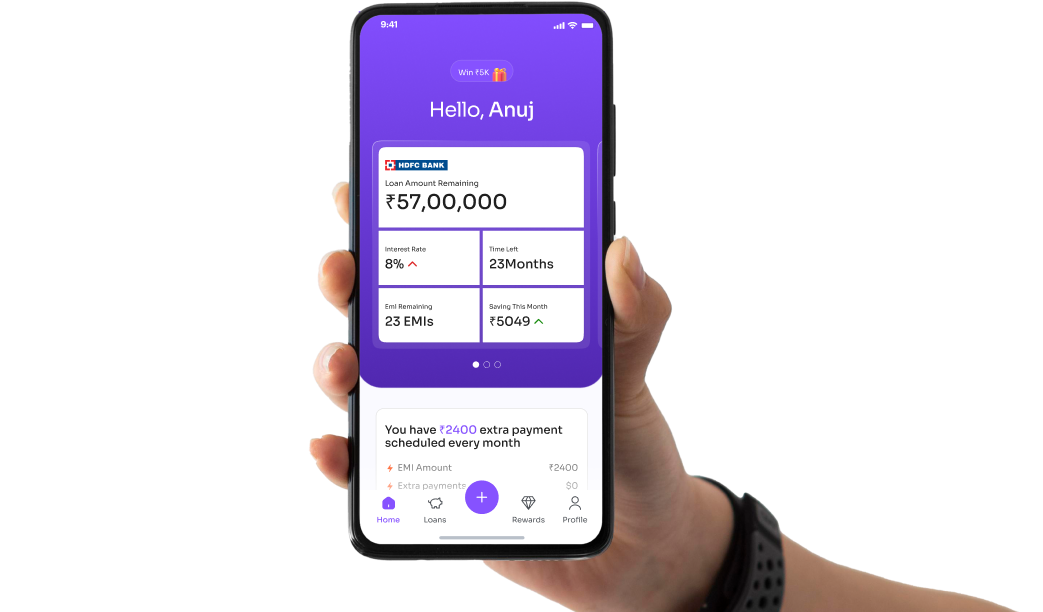 9:41
Win ₹5K
Hello, Anuj
HDFC BANK
Loan Amount Remaining
₹57,00,000
Interest Rate
8%
Time Left
23Months
Emi Remaining
23 EMIs
Saving This Month
₹5049
You have ₹2400 extra payment
scheduled every month
EMI Amount ₹2400
Extra payments $0
+
Home Loans Rewards Profile